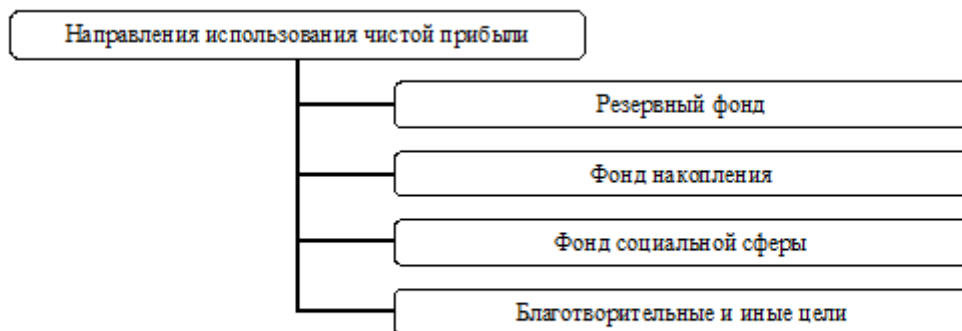 Направления использования чистой прибыли
Резервный фонд
Фонд накопления
Фонд социальной сферы
Благотворительные и иные цели